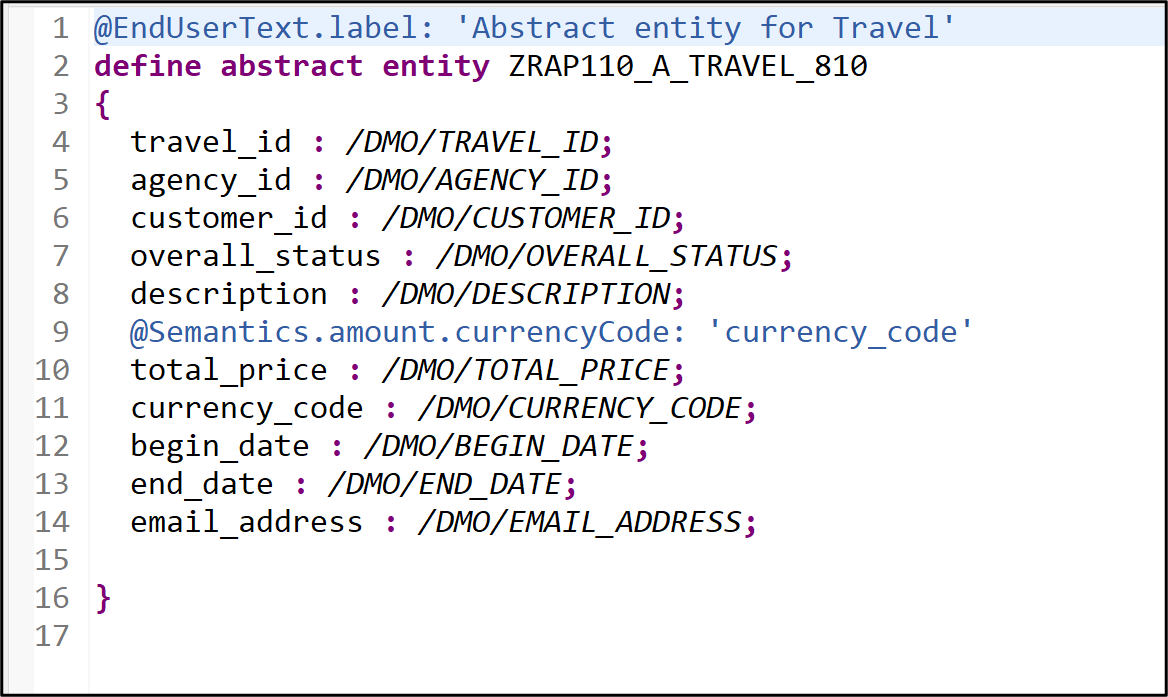 1 @EndUserText.label: 'Abstract entity for Travel'
2 define abstract entity ZRAP110_A_TRAVEL_810
3 {
4 travel_id : /DMO/TRAVEL_ID;
5 agency_id : /DMO/AGENCY_ID;
6 customer_id : /DMO/CUSTOMER_ID;
7 overall_status : /DMO/OVERALL_STATUS;
8 description : /DMO/DESCRIPTION;
9 @Semantics.amount.currencyCode: 'currency_code'
10 total_price : /DMO/TOTAL_PRICE;
11 currency_code : /DMO/CURRENCY_CODE;
12 begin_date : /DMO/BEGIN_DATE;
13 end_date : /DMO/END_DATE;
14 email_address : /DMO/EMAIL_ADDRESS;
15
16 }
17